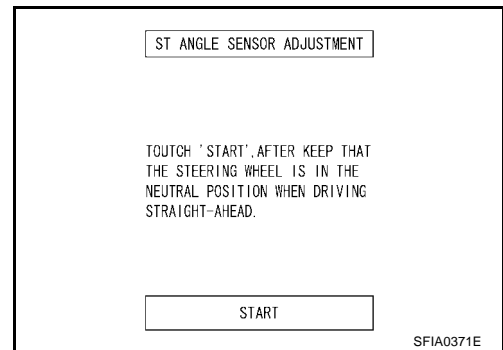 ST ANGLE SENSOR ADJUSTMENT
TOUTCH 'START',AFTER KEEP THAT
THE STEERING WHEEL IS IN THE
NEUTRAL POSITION WHEN DRIVING
STRAIGHT-AHEAD.
START
SFIA0371E